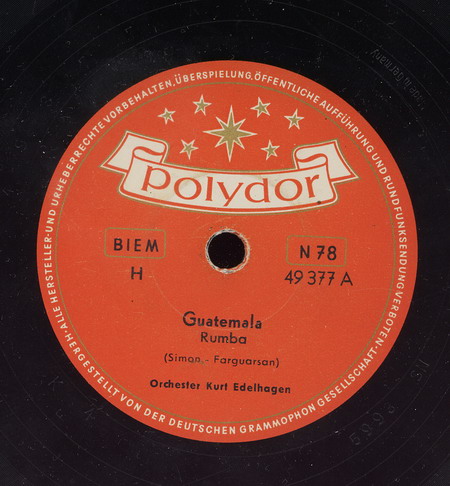 ALLE HERSTELLER-UND URHEBERRECHTE VORBEHALTEN, ÜBERSPIELUNG, ÖFFENTLICHE AUFFÜHRUNG UND RUNDFUNKSENDUNG VERBOTEN-
polydor
BIEM
N 78
H
49 377 A
Guatemala
Rumba
(Simon - Farguarsan)
Orchester Kurt Edelhagen
HERGESTELLT VON DER DEUTSCHEN GRAMMOPHON GESELLSCHAFT-